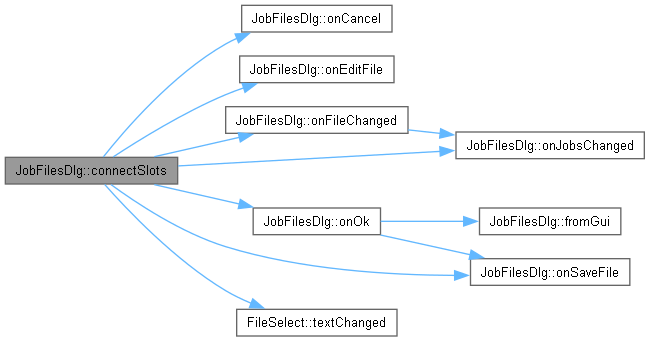 JobFilesDlg::onCancel
JobFilesDlg::onEditFile
JobFilesDlg::onFileChanged
JobFilesDlg::onJobsChanged
JobFilesDlg::connectSlots
JobFilesDlg::onOk
JobFilesDlg::fromGui
JobFilesDlg::onSaveFile
FileSelect::textChanged